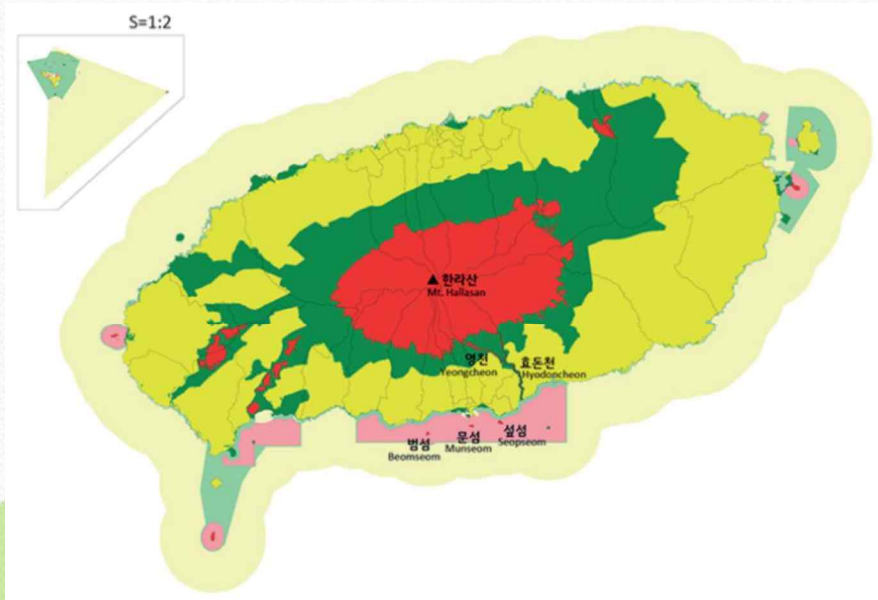 S=1:2
▲ 한라산
Mt. Hallasan
영천
Yeongcheon
효돈천
Hyodoncheon
범섬
Beomseom
문섬
Munseom
섶섬
Seopseom